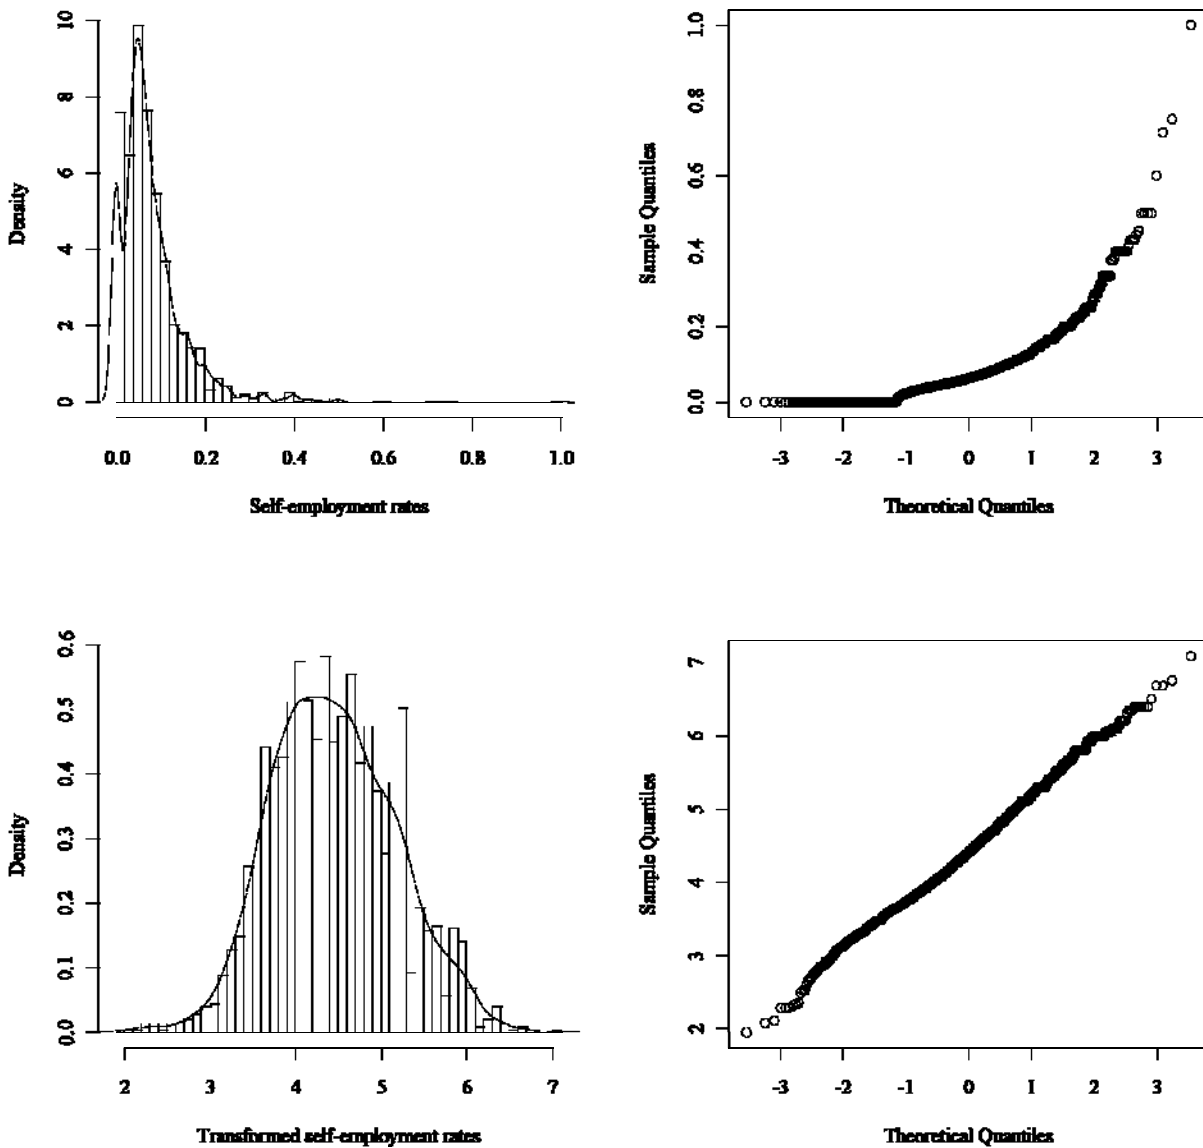 10
8
6
4
2
0
Density
0.0 0.2 0.4 0.6 0.8 1.0
Self-employment rates
1.0
0.8
0.6
0.4
0.2
0.0
Sample Quantiles
-3 -2 -1 0 1 2 3
Theoretical Quantiles
0.6
0.5
0.4
0.3
0.2
0.1
0.0
Density
2 3 4 5 6 7
Transformed self-employment rates
7
6
5
4
3
2
Sample Quantiles
-3 -2 -1 0 1 2 3
Theoretical Quantiles